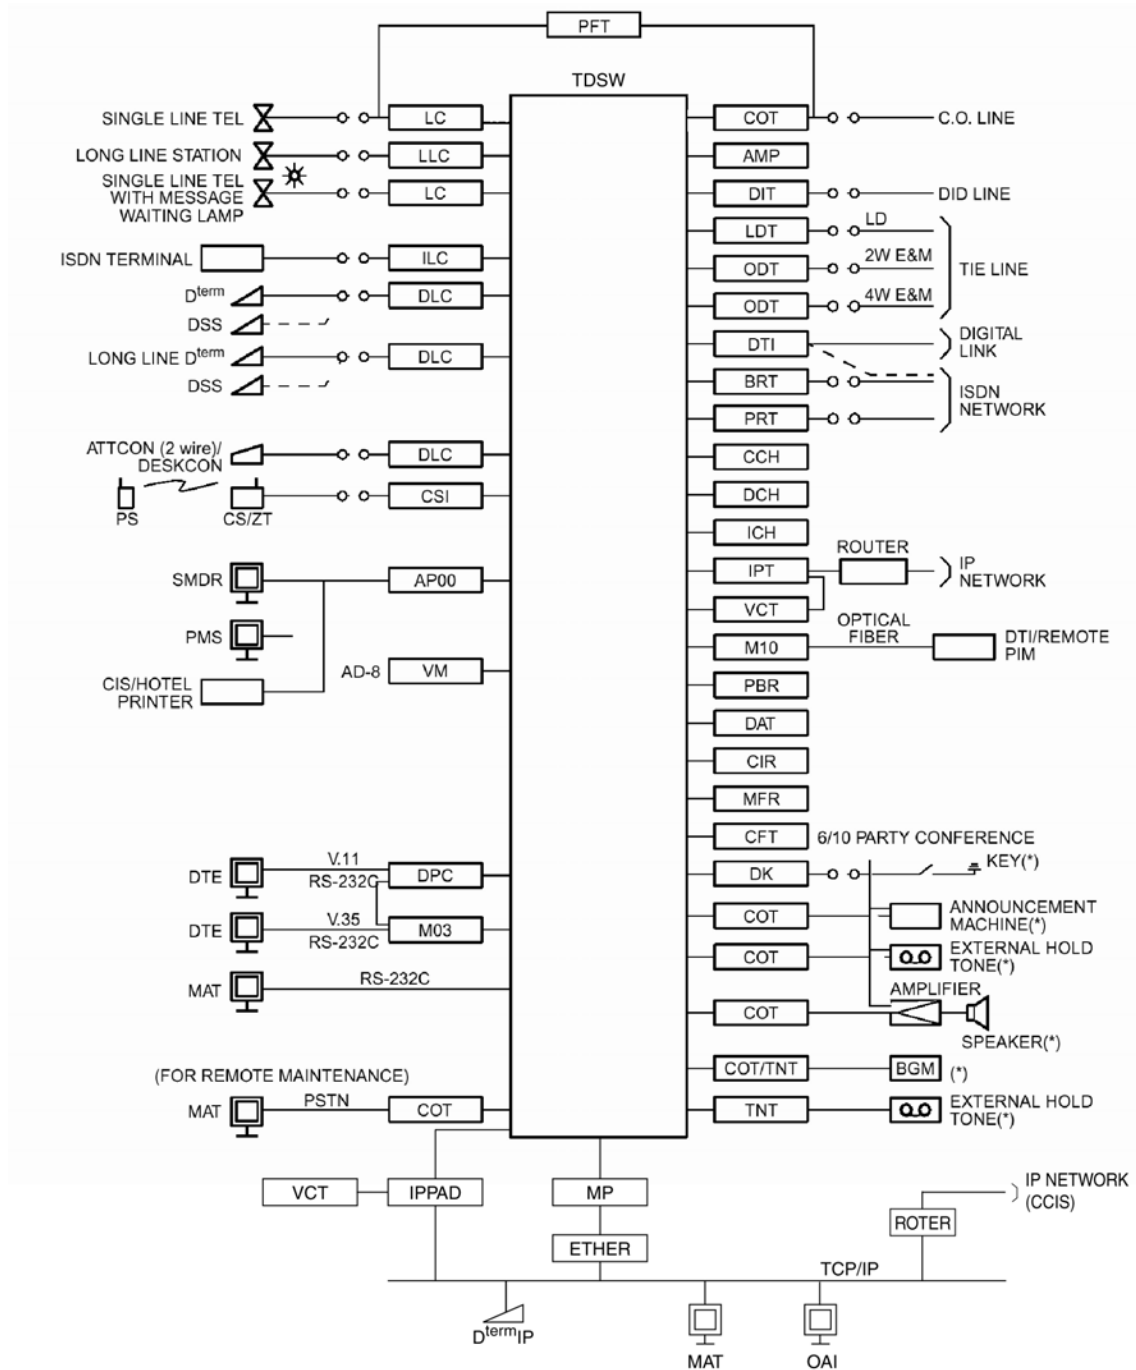 PFT
TDSW
SINGLE LINE TEL
LC
COT
C.O. LINE
LONG LINE STATION
LLC
AMP
SINGLE LINE TEL
WITH MESSAGE
WAITING LAMP
LC
DIT
DID LINE
LDT
LD
ISDN TERMINAL
ILC
ODT
2W E&M
TIE LINE
Dterm
DLC
ODT
4W E&M
DSS
LONG LINE Dterm
DLC
DTI
DIGITAL
LINK
DSS
BRT
ISDN
NETWORK
PRT
ATTCON (2 wire)/
DESKCON
DLC
CCH
PS
CS/ZT
CSI
DCH
ICH
SMDR
AP00
IPT
ROUTER
IP
NETWORK
VCT
PMS
OPTICAL
FIBER
M10
DTI/REMOTE
PIM
AD-8
VM
CIS/HOTEL
PRINTER
PBR
DAT
CIR
MFR
CFT
6/10 PARTY CONFERENCE
DTE
V.11
RS-232C
DPC
DK
KEY(*)
DTE
V.35
RS-232C
M03
COT
ANNOUNCEMENT
MACHINE(*)
COT
EXTERNAL HOLD
TONE(*)
MAT
RS-232C
AMPLIFIER
COT
SPEAKER(*)
(FOR REMOTE MAINTENANCE)
COT/TNT
BGM
(*)
MAT
PSTN
COT
TNT
EXTERNAL HOLD
TONE(*)
VCT
IPPAD
MP
IP NETWORK
(CCIS)
ROTER
ETHER
TCP/IP
DtermIP
MAT
OAI